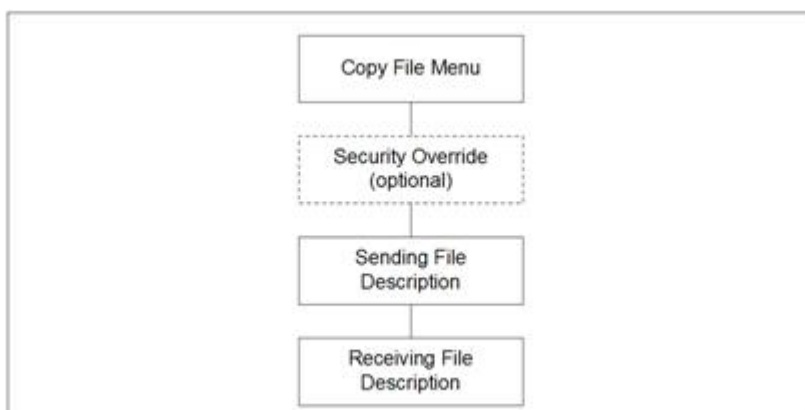 Copy File Menu
Security Override
(optional)
Sending File
Description
Receiving File
Description